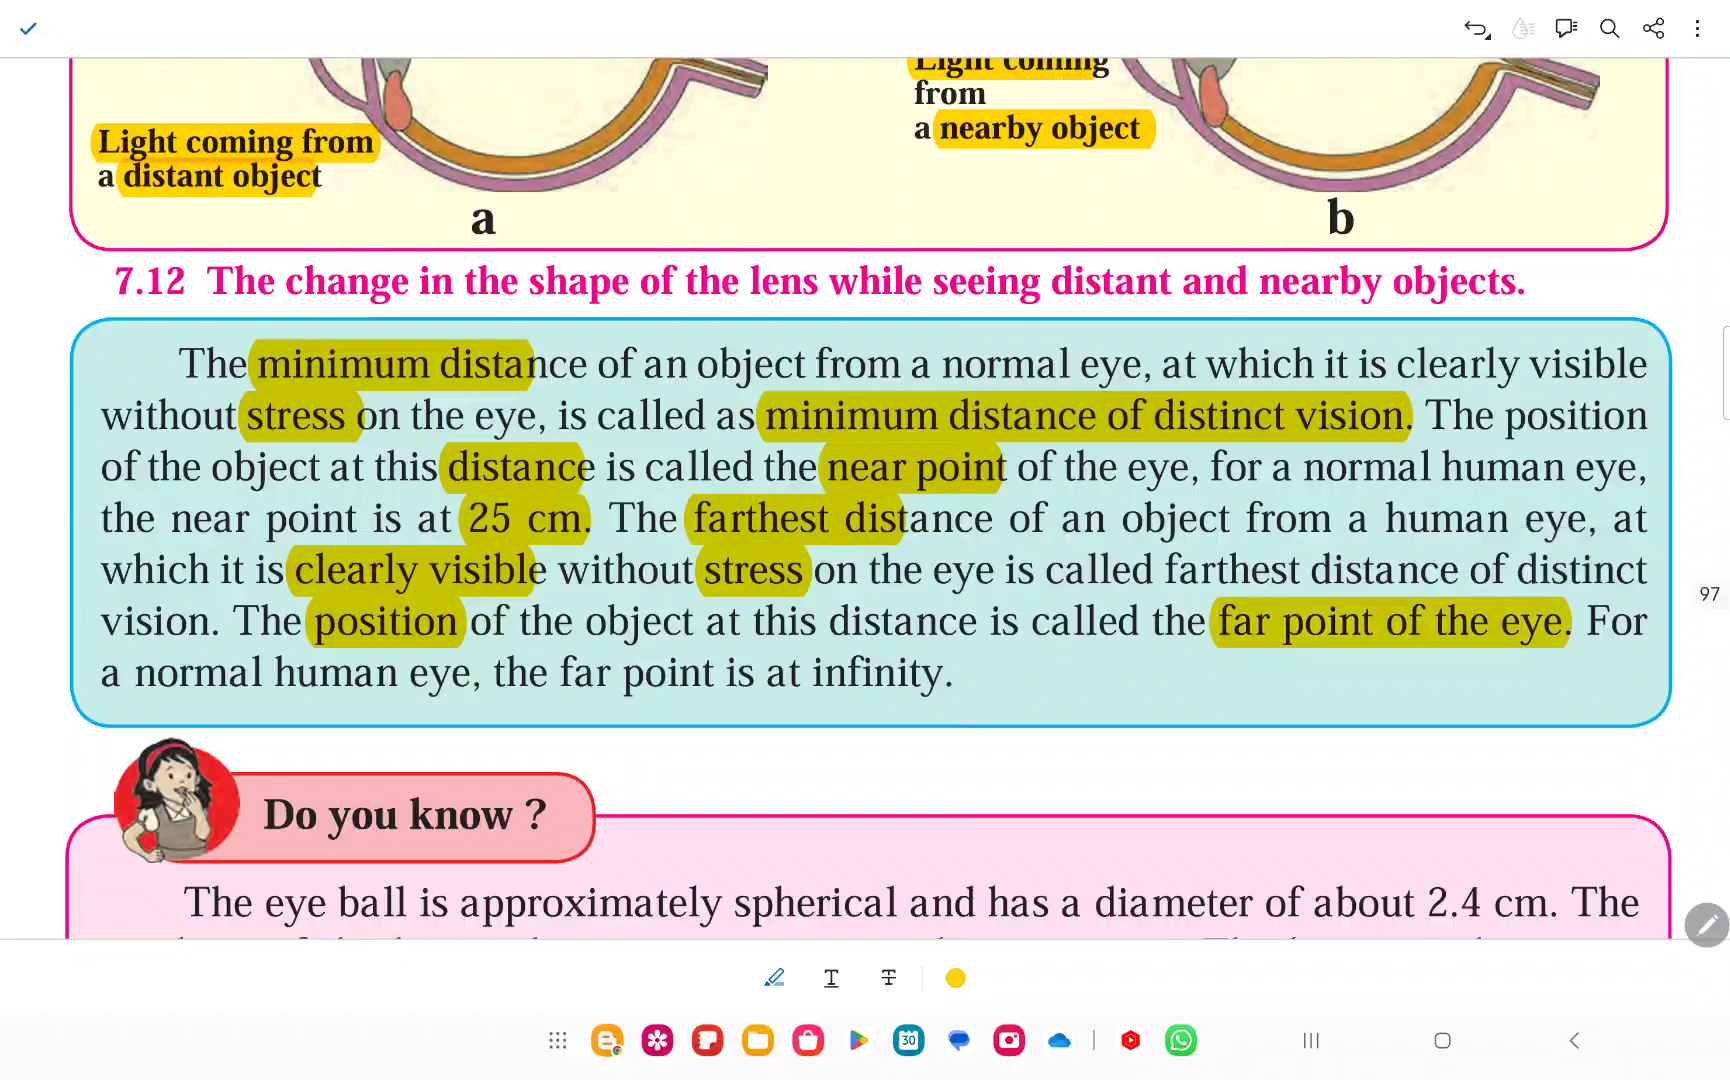 Light coming
from
a nearby object
Light coming from
a distant object
a
b
7.12 The change in the shape of the lens while seeing distant and nearby objects.
The minimum distance of an object from a normal eye, at which it is clearly visible
without stress on the eye, is called as minimum distance of distinct vision. The position
of the object at this distance is called the near point of the eye, for a normal human eye,
the near point is at 25 cm. The farthest distance of an object from a human eye, at
which it is clearly visible without stress on the eye is called farthest distance of distinct
vision. The position of the object at this distance is called the far point of the eye. For
a normal human eye, the far point is at infinity.
97
Do you know ?
The eye ball is approximately spherical and has a diameter of about 2.4 cm. The
T
T
30